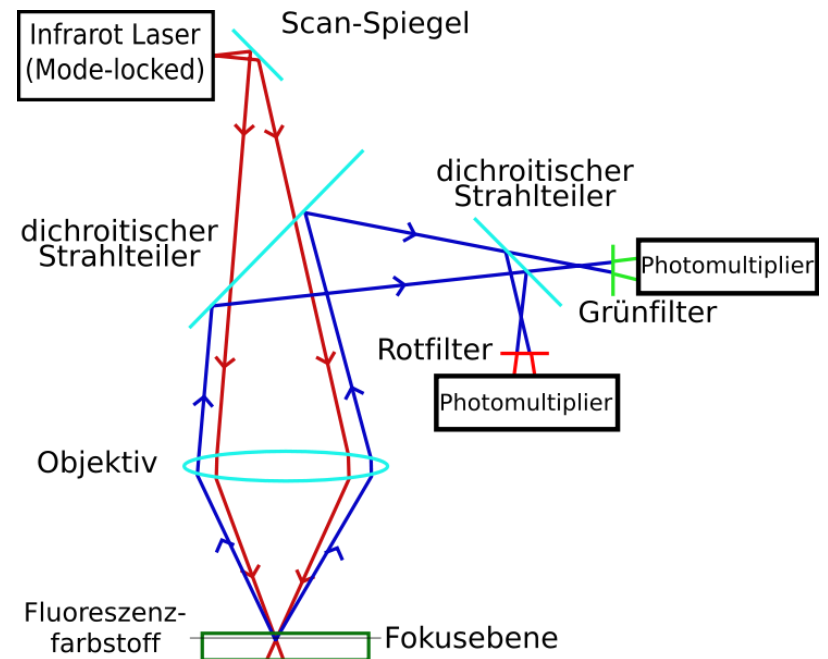 Scan-Spiegel
Infrarot Laser
(Mode-locked)
dichroitischer
Strahlteiler
dichroitischer
Strahlteiler
Photomultiplier
Grünfilter
Rotfilter
Photomultiplier
Objektiv
Fluoreszenz-
farbstoff
Fokusebene